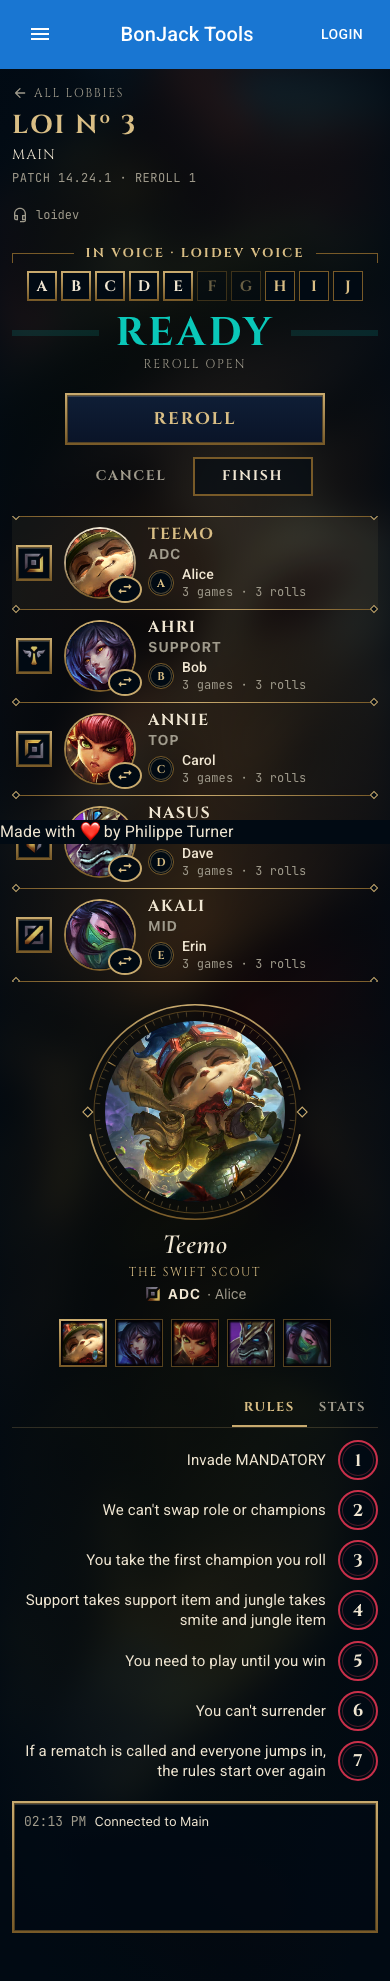 BonJack Tools
LOGIN
← ALL LOBBIES
LOI Nº 3
MAIN
PATCH 14.24.1 · REROLL 1
loidev
IN VOICE · LOIDEV VOICE
A B C D E F G H I J
READY
REROLL OPEN
REROLL
CANCEL
FINISH
TEEMO
ADC
A
Alice
3 games · 3 rolls
AHRI
SUPPORT
B
Bob
3 games · 3 rolls
ANNIE
TOP
C
Carol
3 games · 3 rolls
NASUS
Made with ❤️ by Philippe Turner
D
Dave
3 games · 3 rolls
AKALI
MID
E
Erin
3 games · 3 rolls
Teemo
THE SWIFT SCOUT
ADC · Alice
RULES
STATS
Invade MANDATORY 1
We can't swap role or champions 2
You take the first champion you roll 3
Support takes support item and jungle takes
smite and jungle item 4
You need to play until you win 5
You can't surrender 6
If a rematch is called and everyone jumps in,
the rules start over again 7
02:13 PM Connected to Main